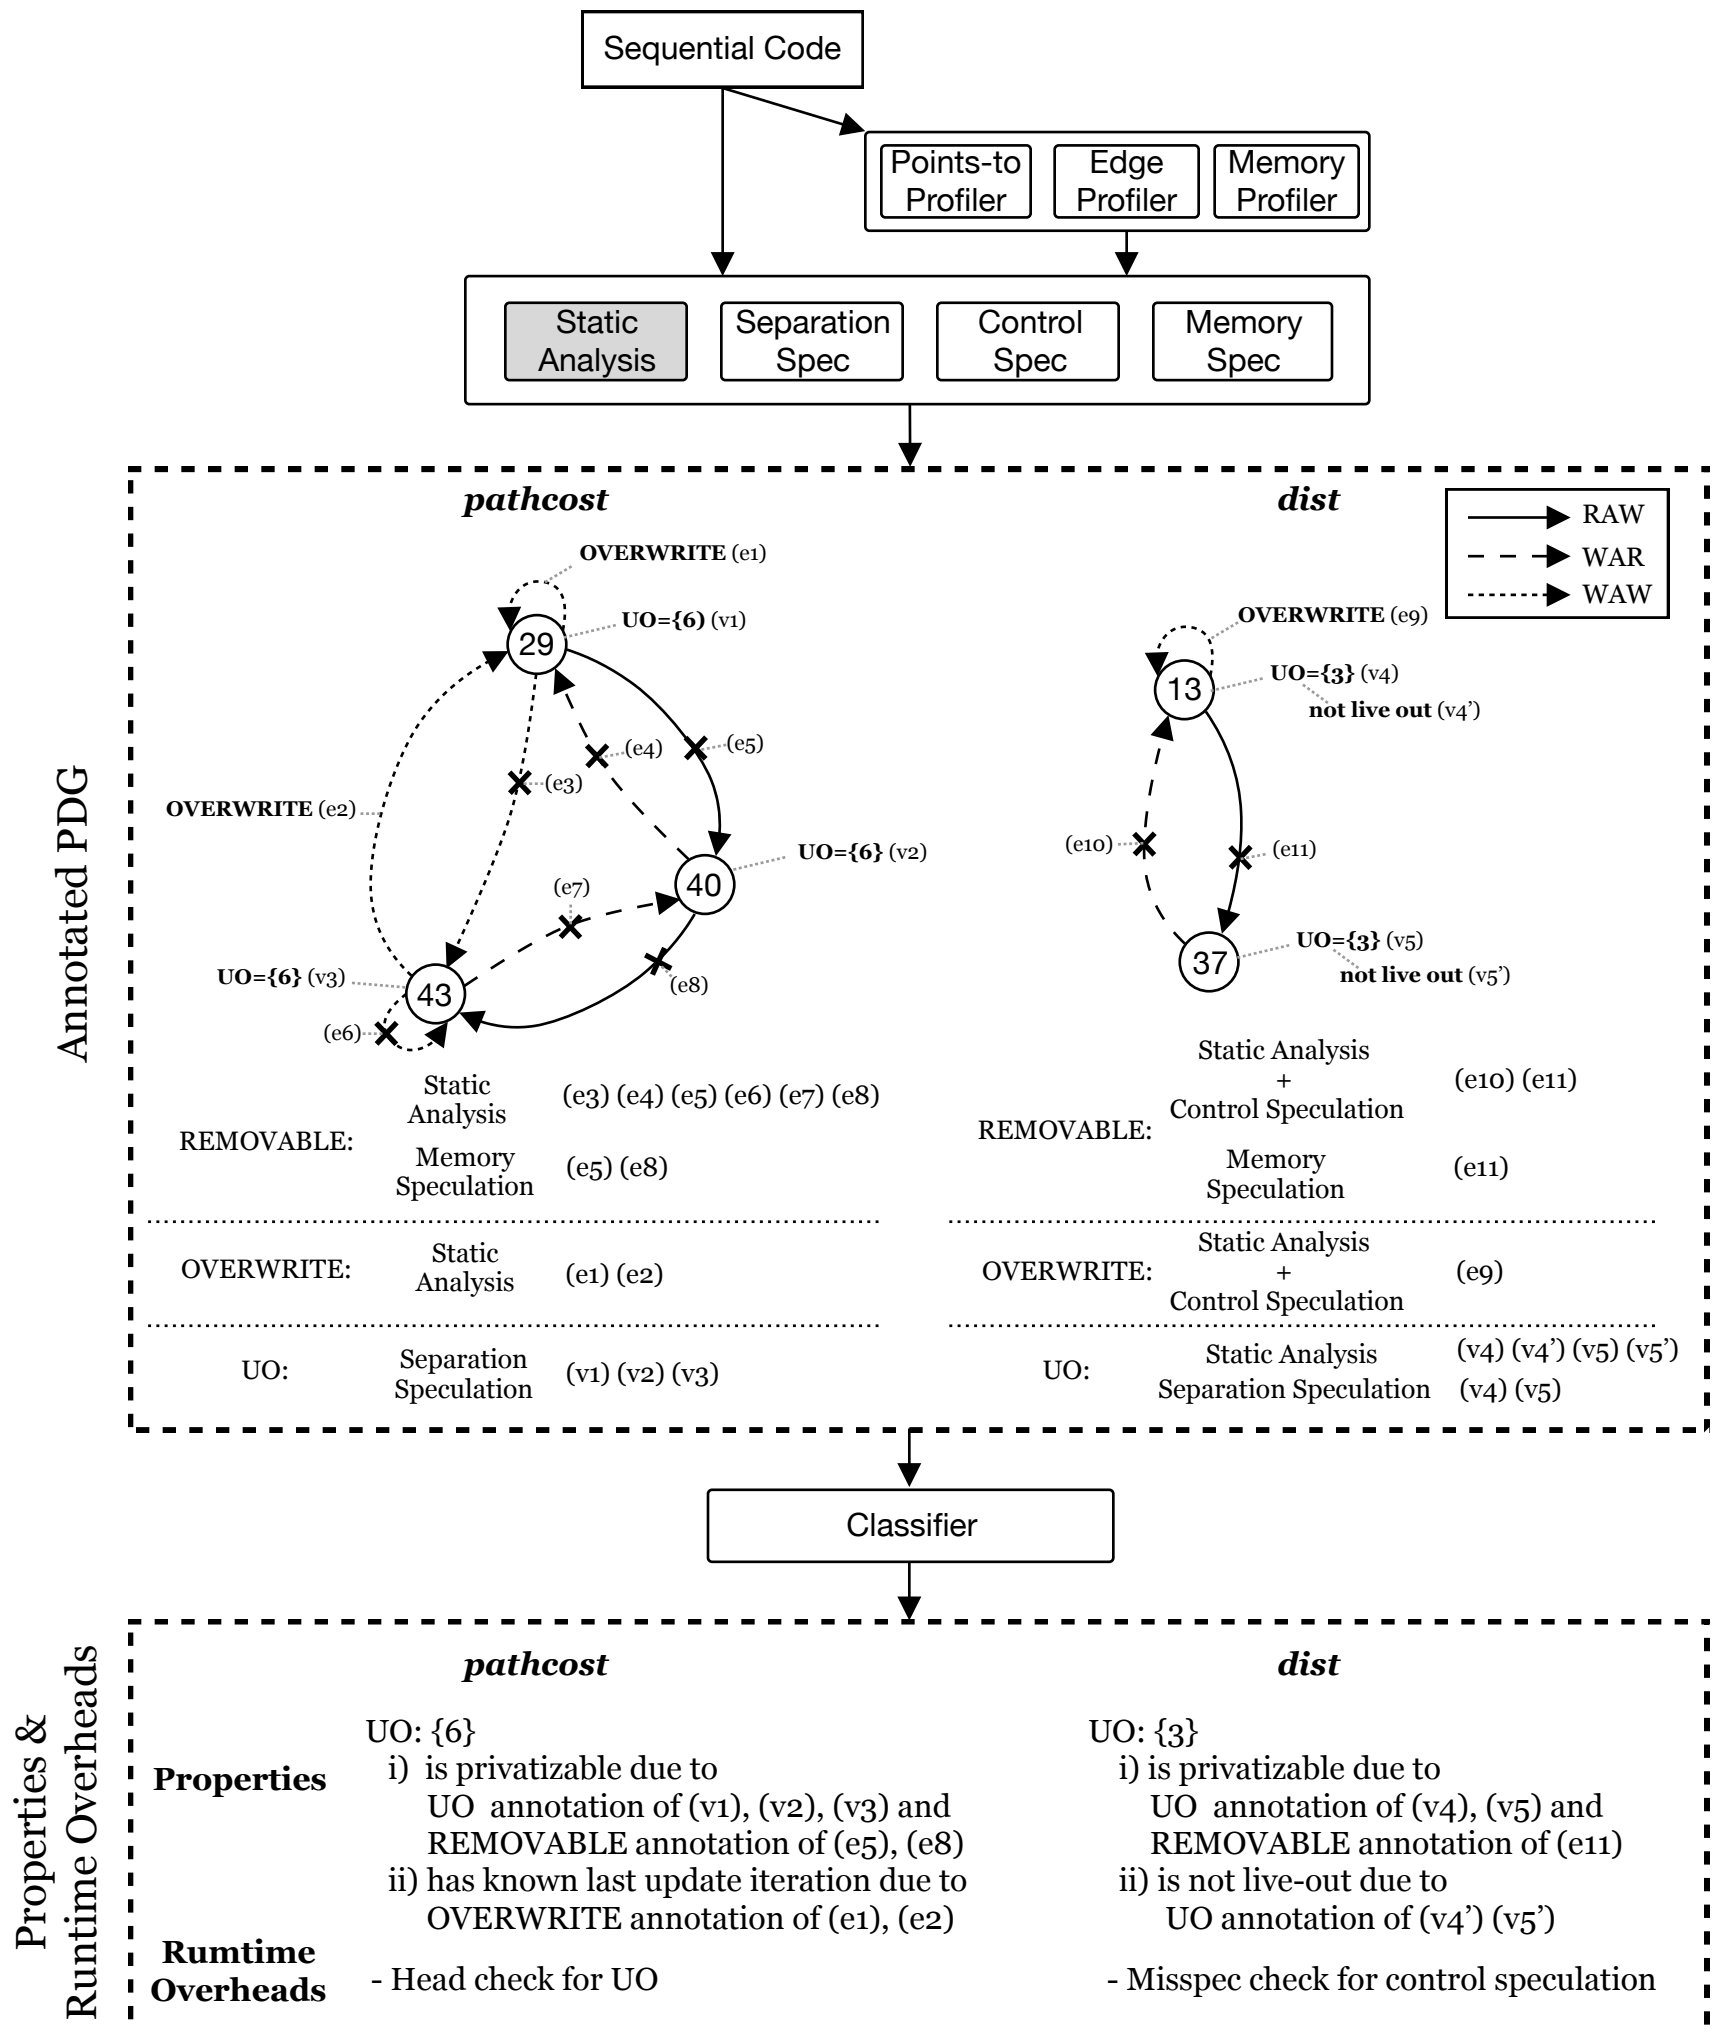 Sequential Code
Points-to
Profiler
Edge
Profiler
Memory
Profiler
Static
Analysis
Separation
Spec
Control
Spec
Memory
Spec
Annotated PDG
pathcost
dist
RAW
WAR
WAW
OVERWRITE (e1)
UO={6) (v1)
29
(e4)
(e5)
(e3)
OVERWRITE (e2)
UO={6} (v2)
40
(e7)
UO={6} (v3)
43
(e8)
(e6)
OVERWRITE (e9)
UO={3} (v4)
13
not live out (v4’)
(e10)
(e11)
UO={3} (v5)
37
not live out (v5’)
REMOVABLE:
Static
Analysis
(e3) (e4) (e5) (e6) (e7) (e8)
Memory
Speculation
(e5) (e8)
OVERWRITE:
Static
Analysis
(e1) (e2)
UO:
Separation
Speculation
(v1) (v2) (v3)
REMOVABLE:
Static Analysis
+
Control Speculation
(e10) (e11)
Memory
Speculation
(e11)
OVERWRITE:
Static Analysis
+
Control Speculation
(e9)
UO:
Static Analysis
(v4) (v4’) (v5) (v5’)
Separation Speculation
(v4) (v5)
Classifier
Properties &
Runtime Overheads
pathcost
dist
Properties
UO: {6}
i) is privatizable due to
UO annotation of (v1), (v2), (v3) and
REMOVABLE annotation of (e5), (e8)
ii) has known last update iteration due to
OVERWRITE annotation of (e1), (e2)
UO: {3}
i) is privatizable due to
UO annotation of (v4), (v5) and
REMOVABLE annotation of (e11)
ii) is not live-out due to
UO annotation of (v4’) (v5’)
Rumtime
Overheads
- Head check for UO
- Misspec check for control speculation